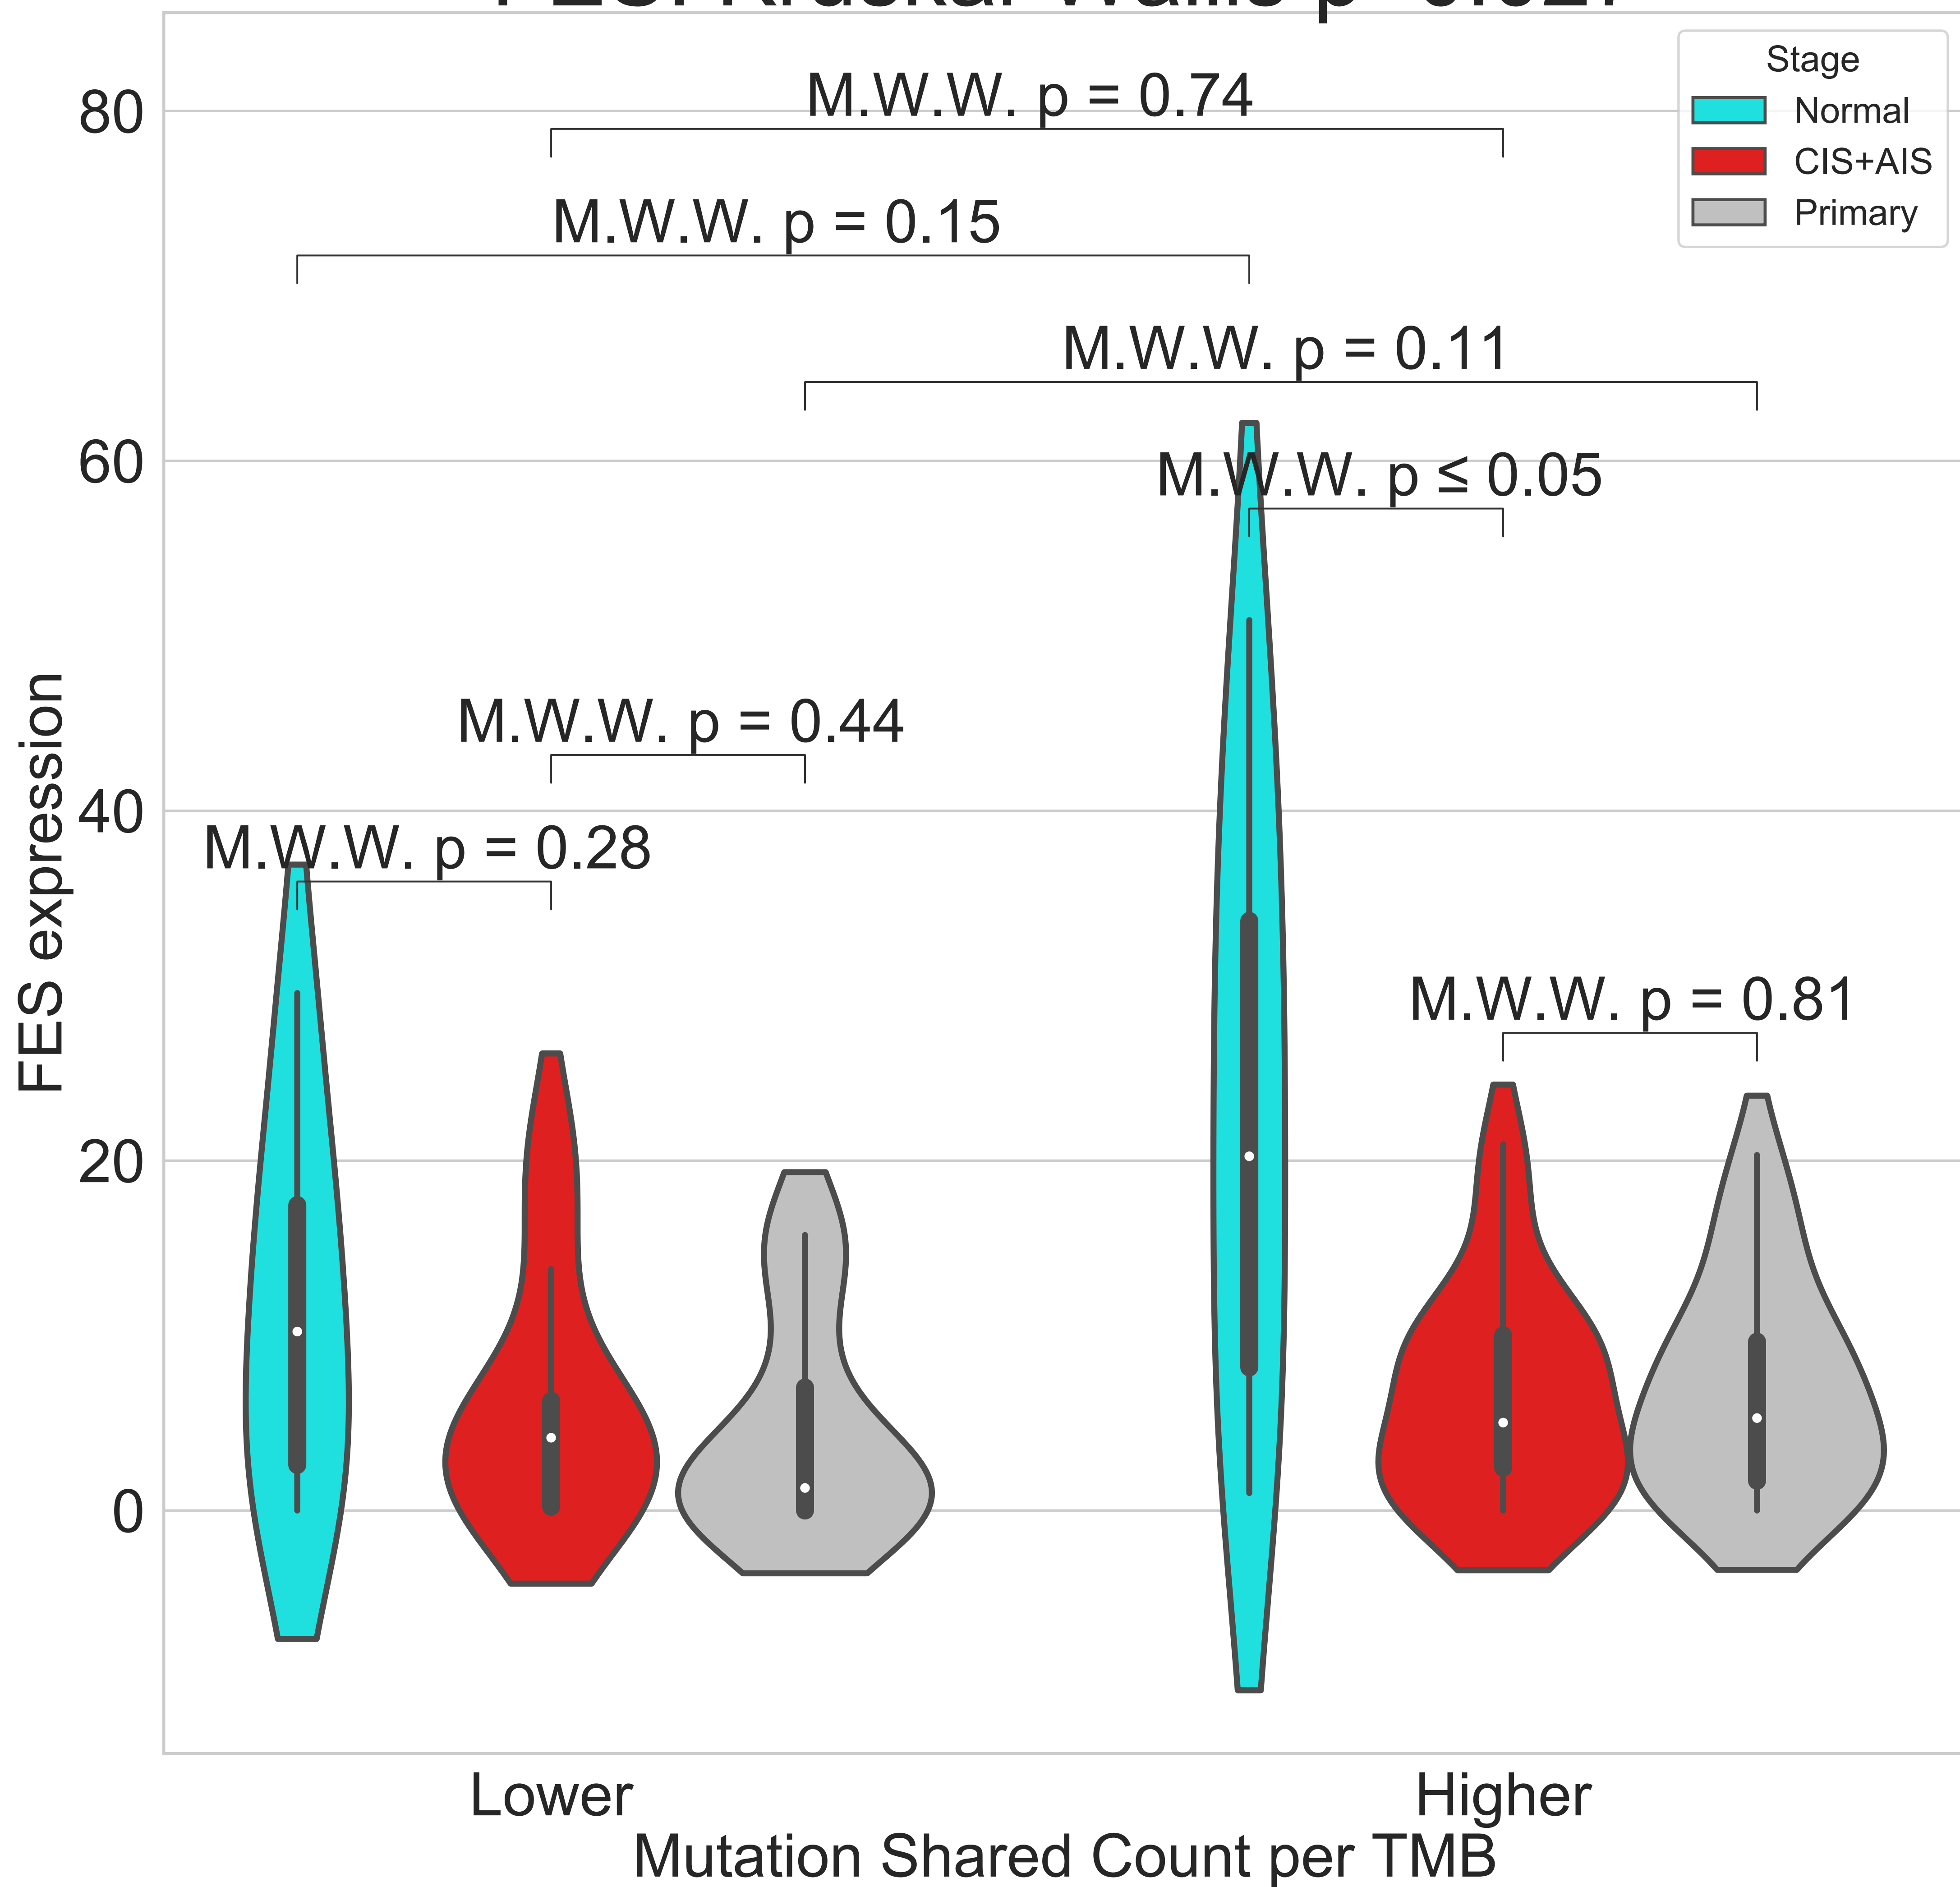 Stage
Normal
CIS+AIS
Primary
80
60
40
20
0
FES expression
M.W.W. p = 0.74
M.W.W. p = 0.15
M.W.W. p = 0.11
M.W.W. p ≤ 0.05
M.W.W. p = 0.44
M.W.W. p = 0.28
M.W.W. p = 0.81
Lower
Higher
Mutation Shared Count per TMB